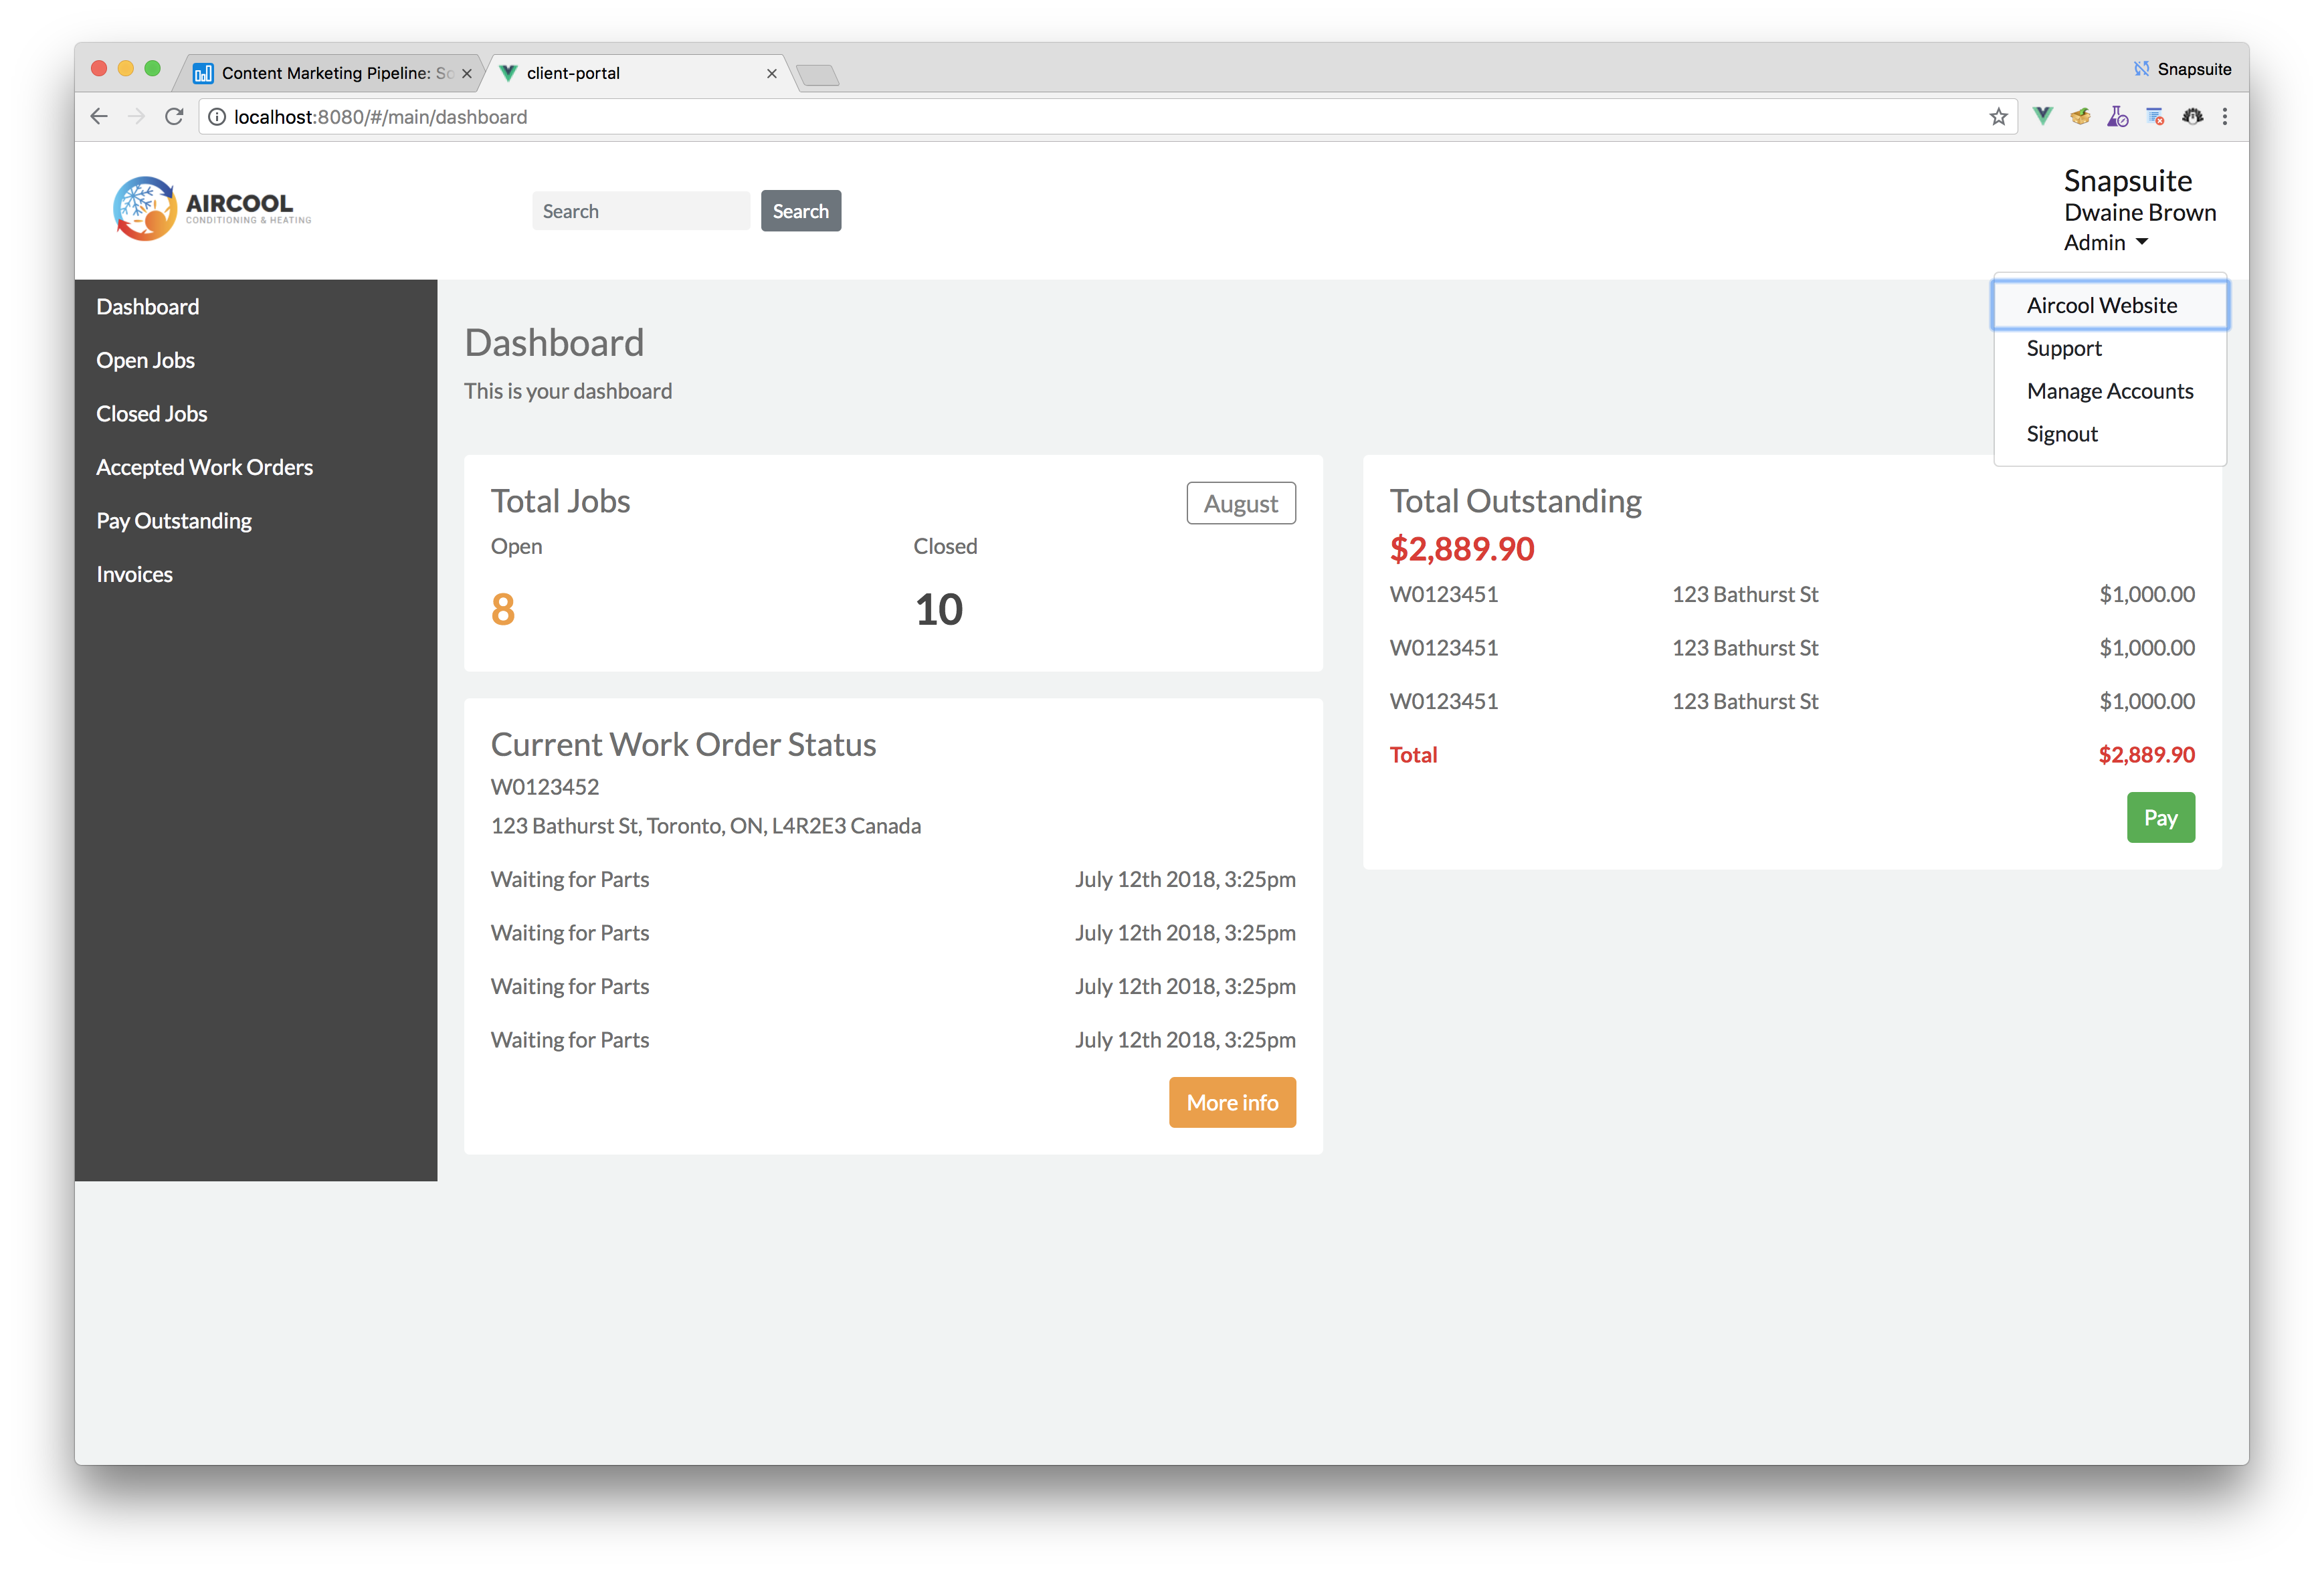 Content Marketing Pipeline: So
client-portal
Snapsuite
localhost:8080/#/main/dashboard
AIRCOOL
CONDITIONING & HEATING
Search
Search
Snapsuite
Dwaine Brown
Admin
Aircool Website
Support
Manage Accounts
Signout
Dashboard
Open Jobs
Closed Jobs
Accepted Work Orders
Pay Outstanding
Invoices
Dashboard
This is your dashboard
Total Jobs
August
Open
Closed
8
10
Current Work Order Status
W0123452
123 Bathurst St, Toronto, ON, L4R2E3 Canada
Waiting for Parts July 12th 2018, 3:25pm
Waiting for Parts July 12th 2018, 3:25pm
Waiting for Parts July 12th 2018, 3:25pm
Waiting for Parts July 12th 2018, 3:25pm
More info
Total Outstanding
$2,889.90
W0123451 123 Bathurst St $1,000.00
W0123451 123 Bathurst St $1,000.00
W0123451 123 Bathurst St $1,000.00
Total $2,889.90
Pay